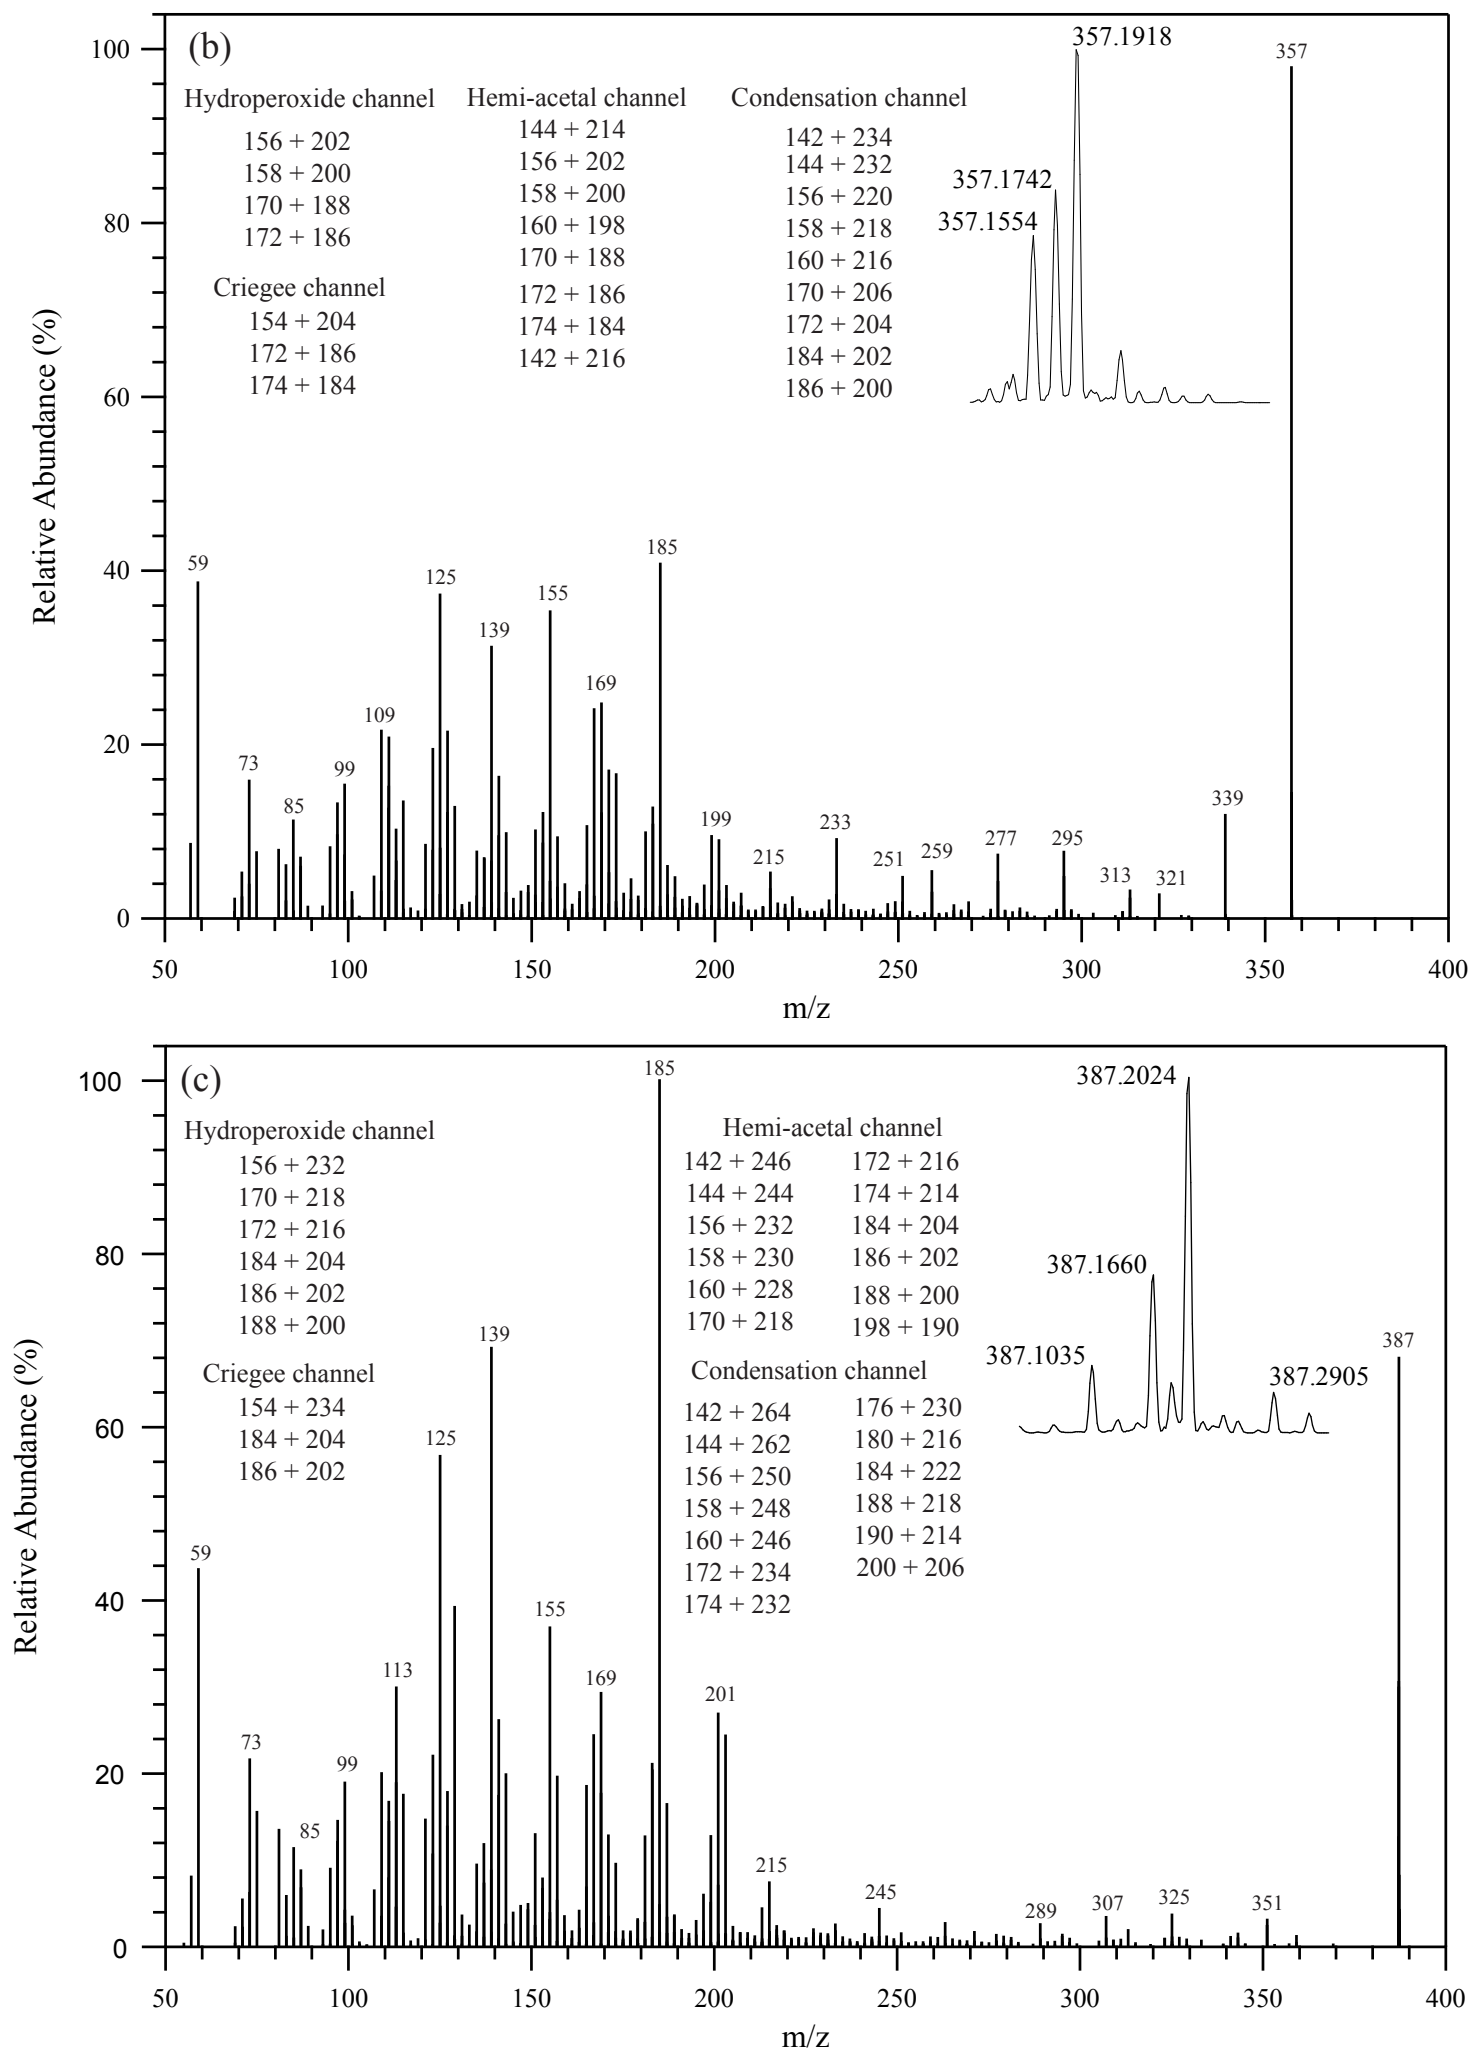 (b)
Hydroperoxide channel
156 + 202
158 + 200
170 + 188
172 + 186
Criegee channel
154 + 204
172 + 186
174 + 184
Hemi-acetal channel
144 + 214
156 + 202
158 + 200
160 + 198
170 + 188
172 + 186
174 + 184
142 + 216
Condensation channel
142 + 234
144 + 232
156 + 220
158 + 218
160 + 216
170 + 206
172 + 204
184 + 202
186 + 200
357.1918
357.1742
357.1554
357
Relative Abundance (%)
100
80
60
40
20
0
59
73
85
99
109
125
139
155
169
185
199
215
233
251
259
277
295
313
321
339
50
100
150
200
250
300
350
400
m/z
(c)
Hydroperoxide channel
156 + 232
170 + 218
172 + 216
184 + 204
186 + 202
188 + 200
Criegee channel
154 + 234
184 + 204
186 + 202
Hemi-acetal channel
142 + 246
144 + 244
156 + 232
158 + 230
160 + 228
170 + 218
172 + 216
174 + 214
184 + 204
186 + 202
188 + 200
198 + 190
Condensation channel
142 + 264
144 + 262
156 + 250
158 + 248
160 + 246
172 + 234
174 + 232
176 + 230
180 + 216
184 + 222
188 + 218
190 + 214
200 + 206
387.2024
387.1660
387.1035
387.2905
387
Relative Abundance (%)
100
80
60
40
20
0
59
73
85
99
113
125
139
155
169
185
201
215
245
289
307
325
351
50
100
150
200
250
300
350
400
m/z